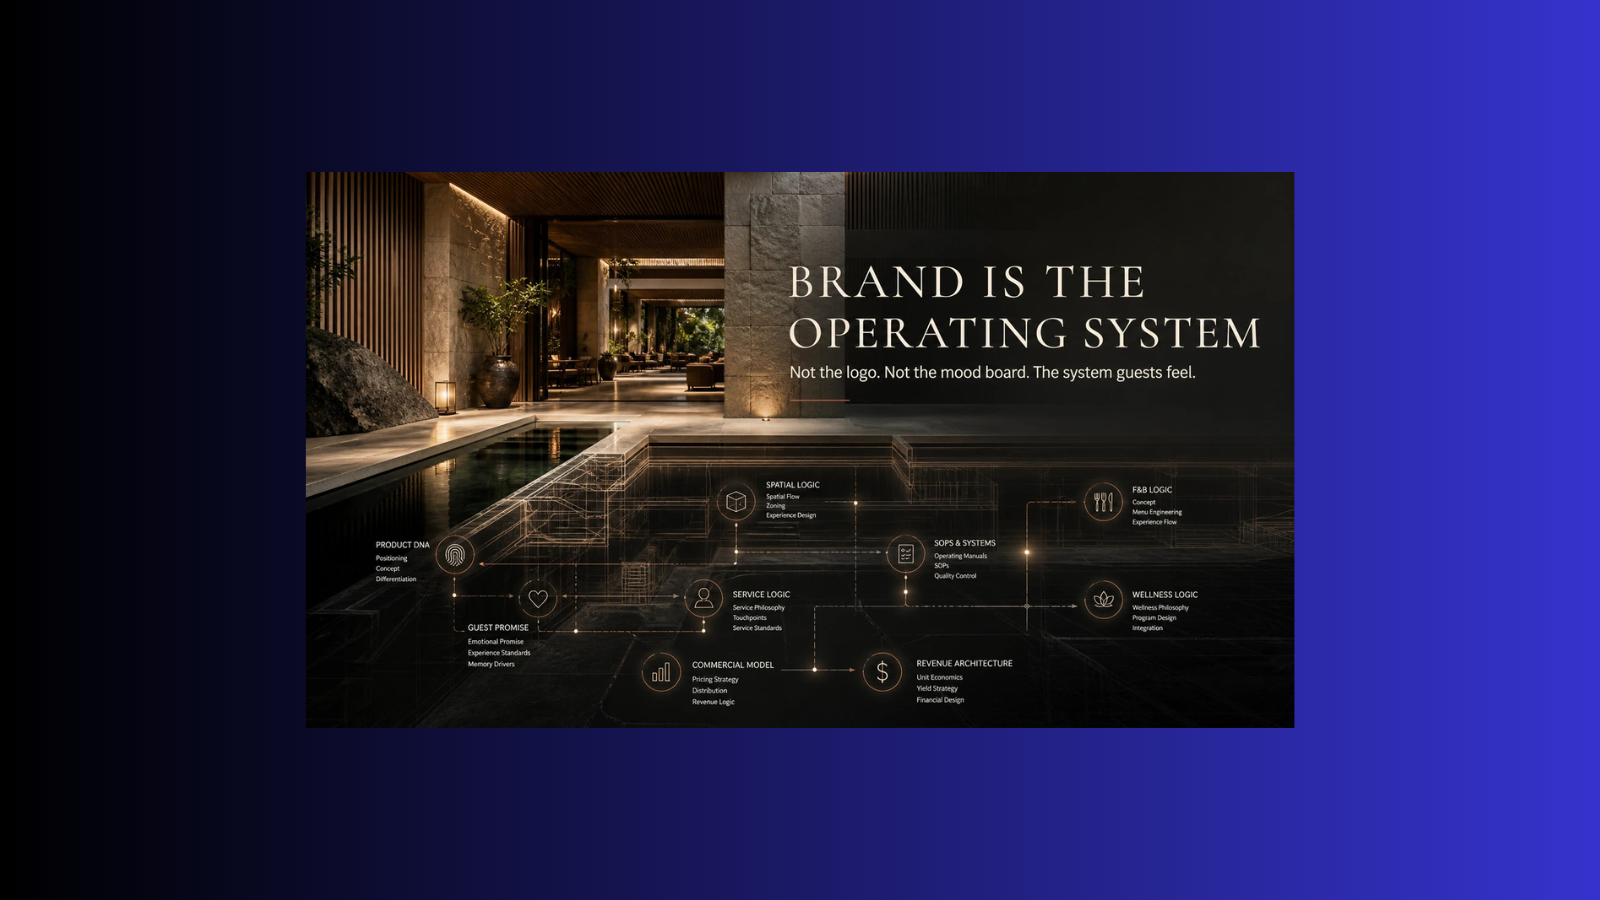 BRAND IS THE
OPERATING SYSTEM
Not the logo. Not the mood board. The system guests feel.
SPATIAL LOGIC
Spatial Flow
Zoning
Experience Design
F&B LOGIC
Concept
Menu Engineering
Experience Flow
PRODUCT DNA
Positioning
Concept
Differentiation
SOPS & SYSTEMS
Operating Manuals
SOPs
Quality Control
GUEST PROMISE
Emotional Promise
Experience Standards
Memory Drivers
SERVICE LOGIC
Service Philosophy
Touchpoints
Service Standards
WELLNESS LOGIC
Wellness Philosophy
Program Design
Integration
COMMERCIAL MODEL
Pricing Strategy
Distribution
Revenue Logic
$
REVENUE ARCHITECTURE
Unit Economics
Yield Strategy
Financial Design